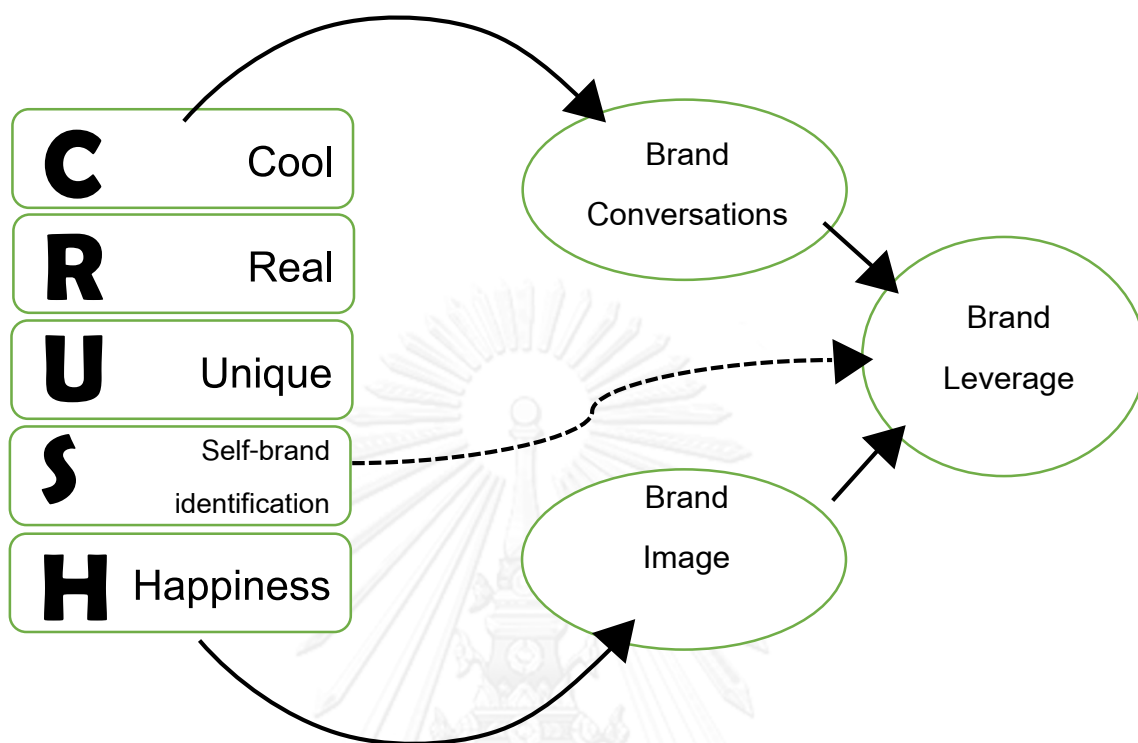 C Cool
R Real
U Unique
S Self-brand
identification
H Happiness
Brand
Conversations
Brand
Image
Brand
Leverage